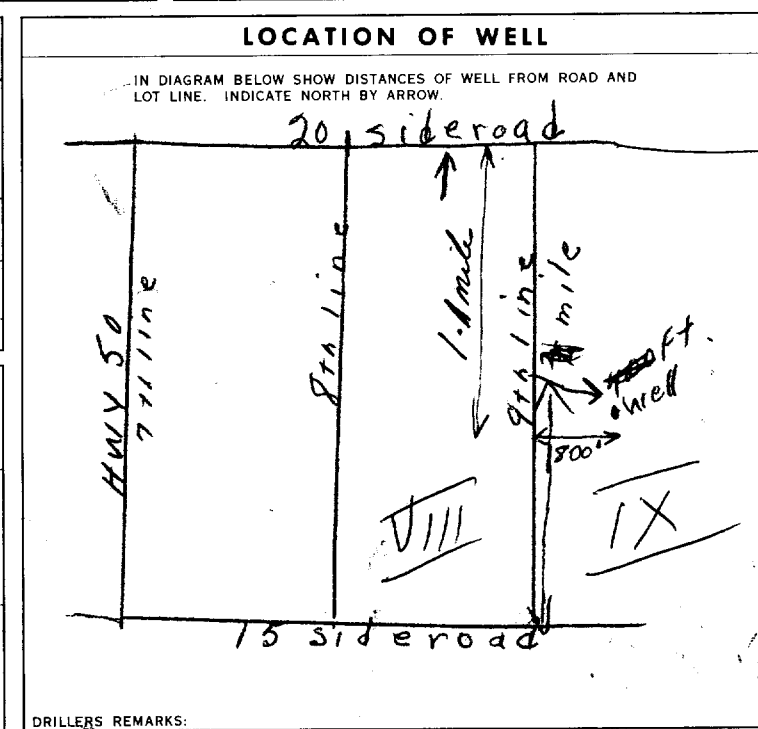 LOCATION OF WELL
IN DIAGRAM BELOW SHOW DISTANCES OF WELL FROM ROAD AND
LOT LINE. INDICATE NORTH BY ARROW.
20 sideroad
HWY 50
7th line
8th line
1.1 mile
9th line
mile
Ft.
well
800'
VIII
IX
15 sideroad
DRILLERS REMARKS: